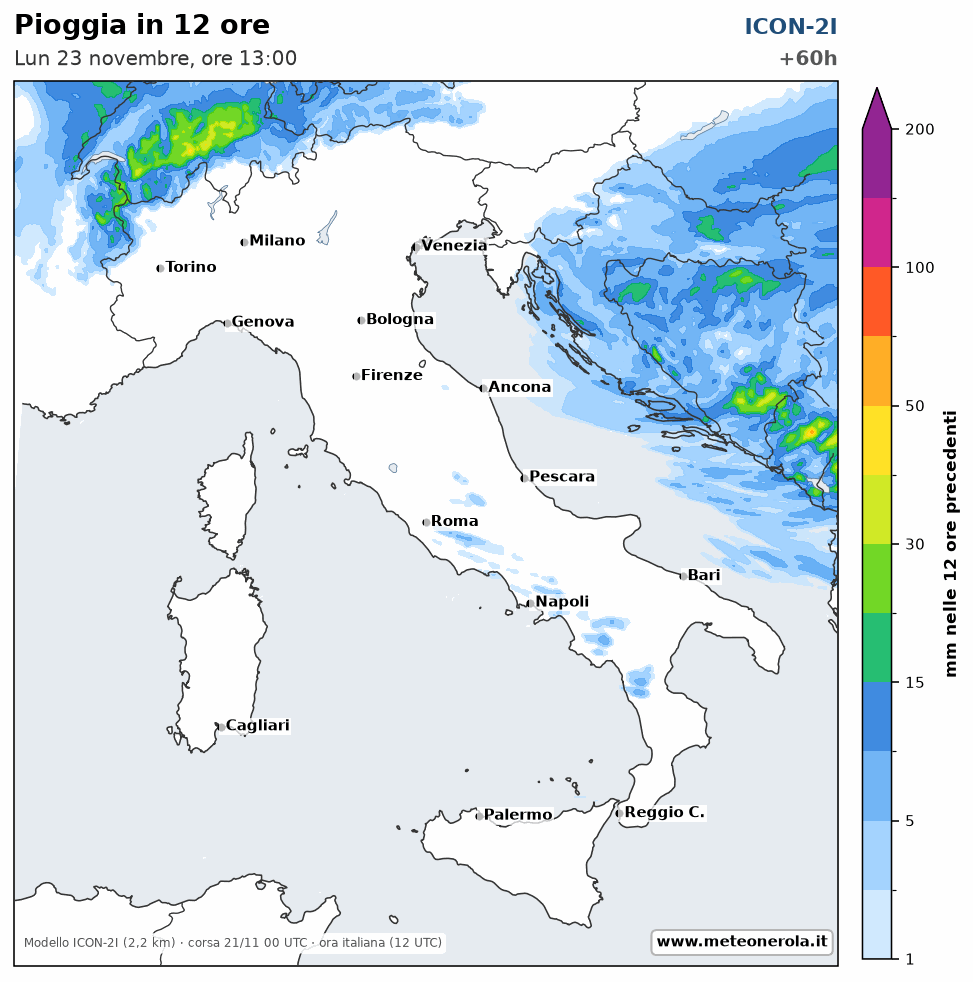 Pioggia in 12 ore
ICON-2I
Lun 23 novembre, ore 13:00
+60h
Milano
Torino
Venezia
Genova
Bologna
Firenze
Ancona
Pescara
Roma
Bari
Napoli
Cagliari
Palermo
Reggio C.
200
100
50
30
15
5
1
mm nelle 12 ore precedenti
Modello ICON-2I (2,2 km) · corsa 21/11 00 UTC · ora italiana (12 UTC)
www.meteonerola.it